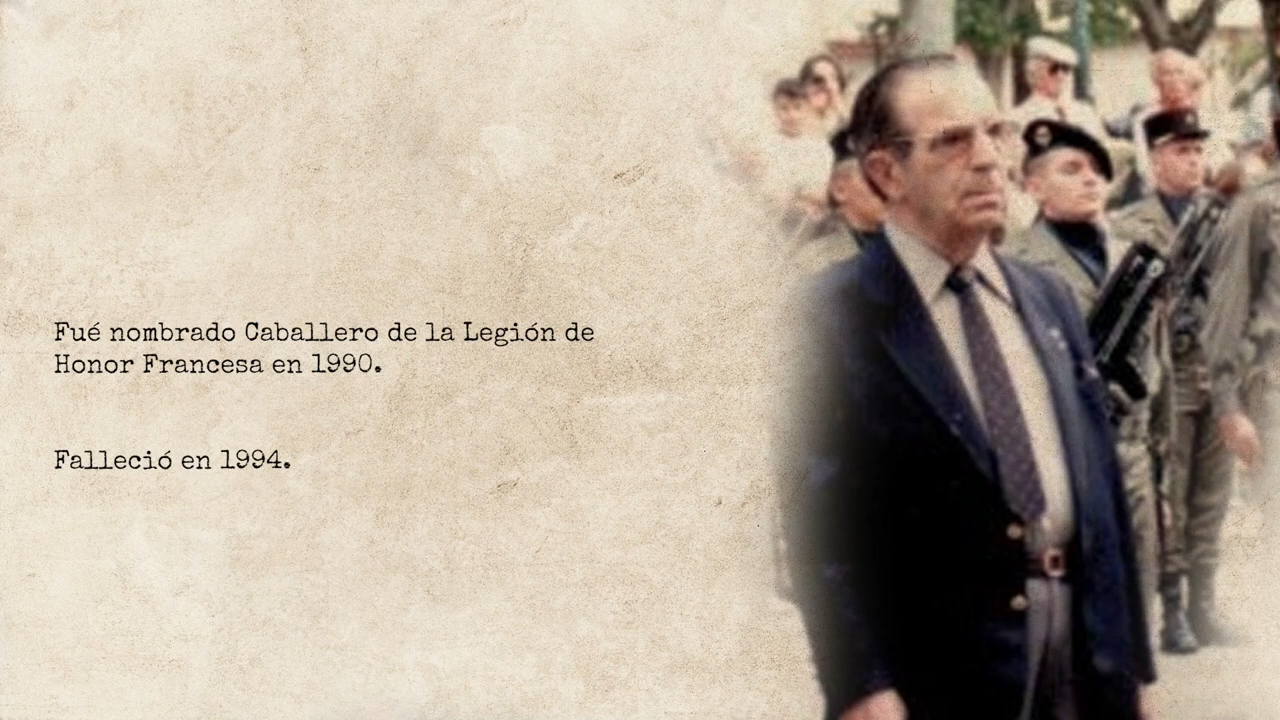 Fué nombrado Caballero de la Legión de
Honor Francesa en 1990.
Falleció en 1994.